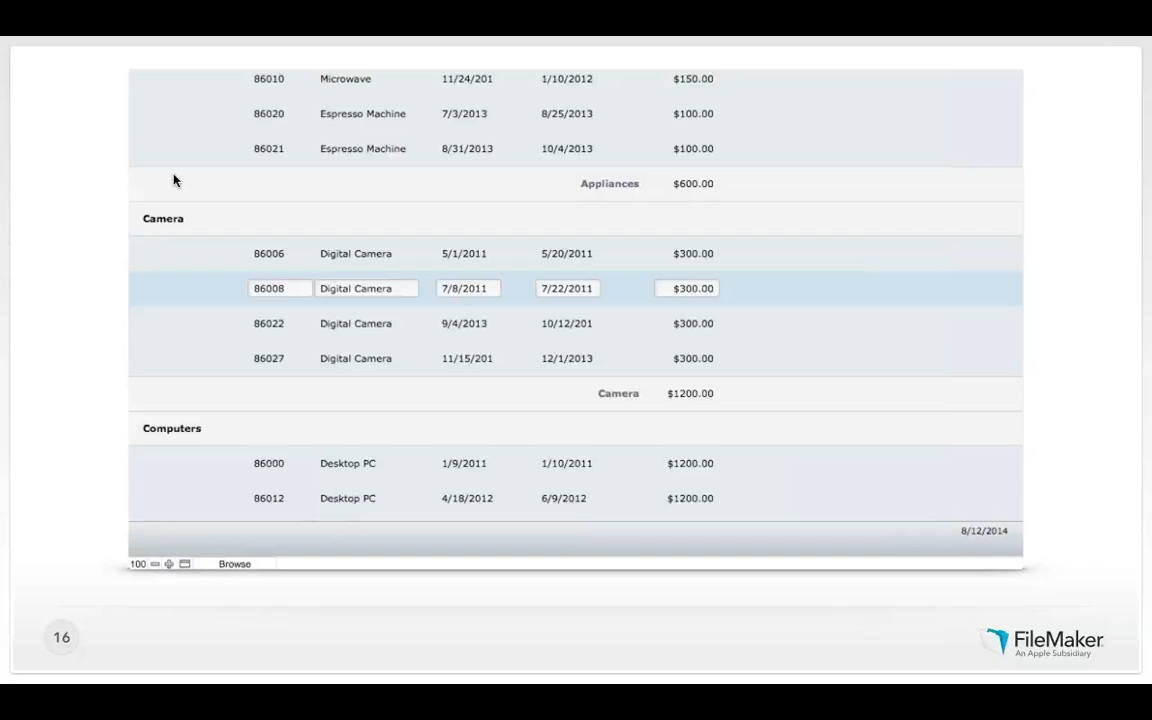 86010 Microwave 11/24/201 1/10/2012 $150.00
86020 Espresso Machine 7/3/2013 8/25/2013 $100.00
86021 Espresso Machine 8/31/2013 10/4/2013 $100.00
Appliances $600.00
Camera
86006 Digital Camera 5/1/2011 5/20/2011 $300.00
86008 Digital Camera 7/8/2011 7/22/2011 $300.00
86022 Digital Camera 9/4/2013 10/12/201 $300.00
86027 Digital Camera 11/15/201 12/1/2013 $300.00
Camera $1200.00
Computers
86000 Desktop PC 1/9/2011 1/10/2011 $1200.00
86012 Desktop PC 4/18/2012 6/9/2012 $1200.00
8/12/2014
100 Browse
16
FileMaker
An Apple Subsidiary